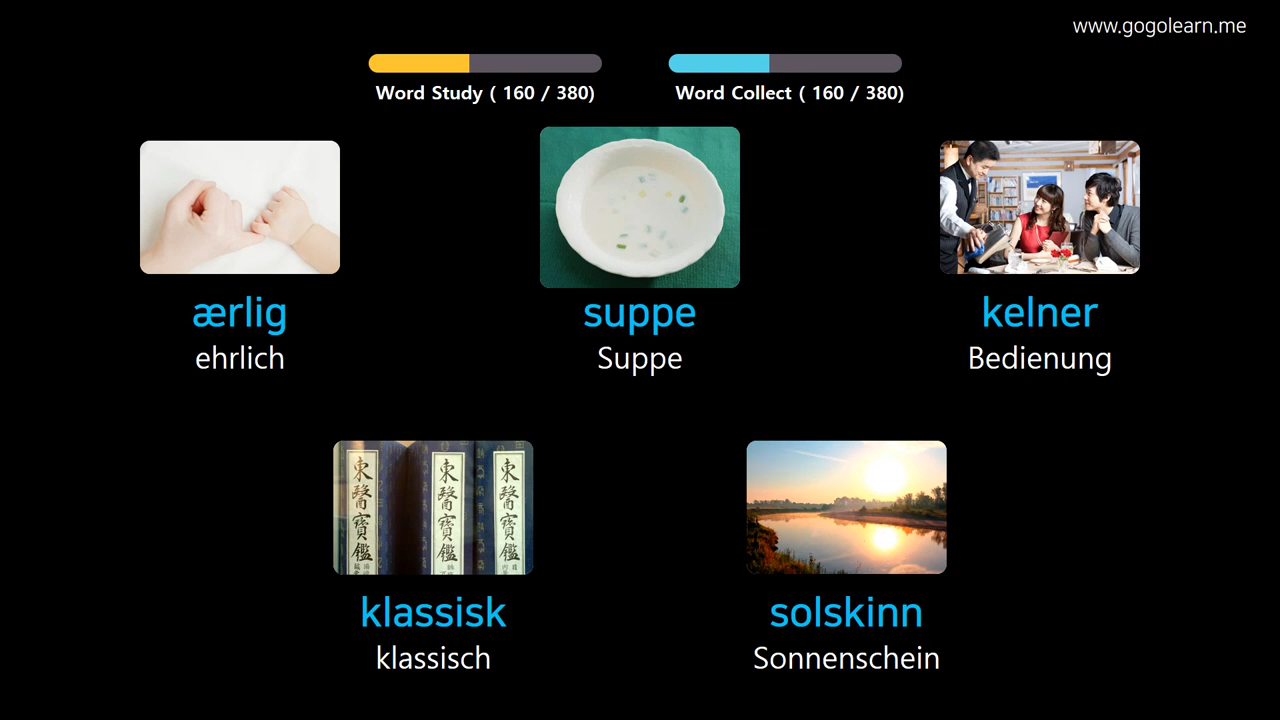 www.gogolearn.me
Word Study ( 160 / 380)
Word Collect ( 160 / 380)
ærlig
ehrlich
suppe
Suppe
kelner
Bedienung
東醫寶鑑
東醫寶鑑
東醫寶鑑
klassisk
klassisch
solskinn
Sonnenschein